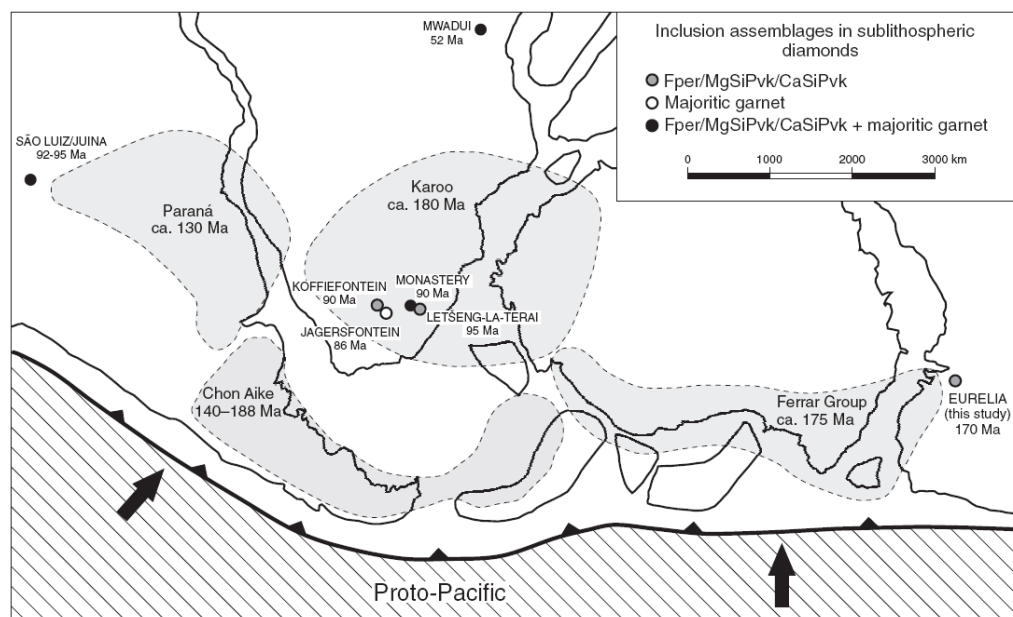 MWADUI
52 Ma
Inclusion assemblages in sublithospheric
diamonds
Fper/MgSiPvk/CaSiPvk
Majoritic garnet
Fper/MgSiPvk/CaSiPvk + majoritic garnet
0 1000 2000 3000 km
SÃO LUIZ/JUINA
92-95 Ma
Paraná
ca. 130 Ma
Karoo
ca. 180 Ma
KOFFIEFONTEIN
90 Ma
MONASTERY
90 Ma
JAGERSFONTEIN
86 Ma
LETSENG-LA-TERAI
95 Ma
Chon Aike
140–188 Ma
Ferrar Group
ca. 175 Ma
EURELIA
(this study)
170 Ma
Proto-Pacific